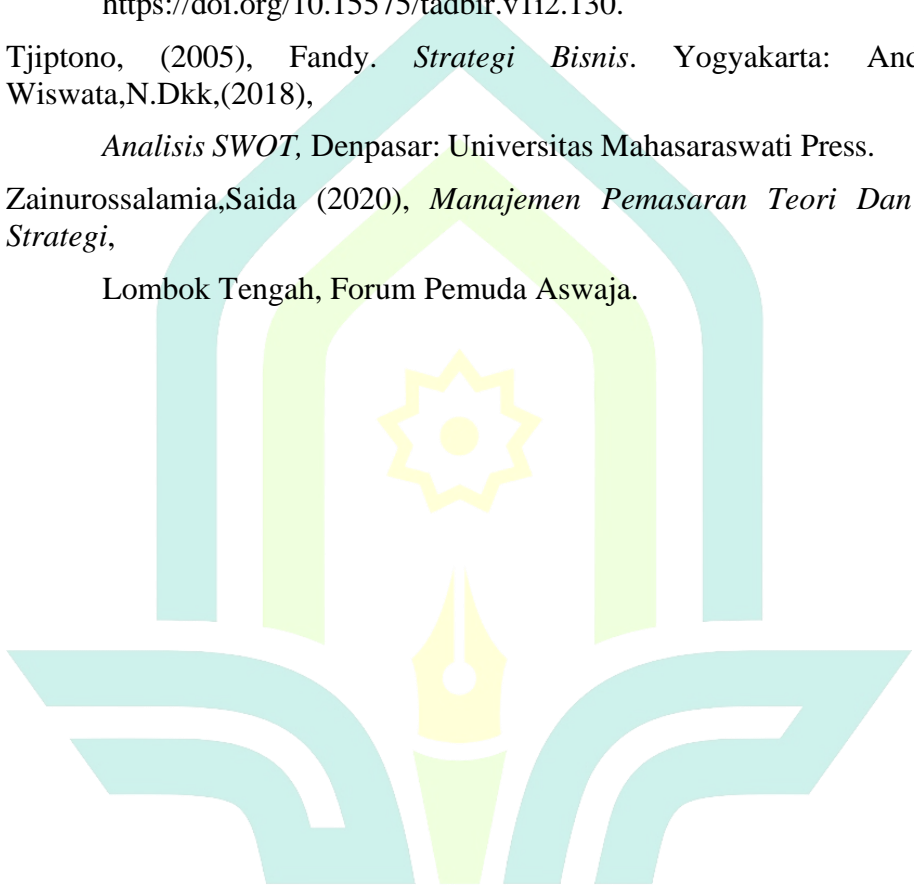 https://doi.org/10.15575/tadbir.v1i2.130.
Tjiptono, (2005), Fandy. Strategi Bisnis. Yogyakarta:
Wiswata,N.Dkk,(2018),
Analisis SWOT, Denpasar: Universitas Mahasaraswati Press.
Zainurossalamia,Saida (2020), Manajemen Pemasaran Teori Dan
Strategi,
Lombok Tengah, Forum Pemuda Aswaja.